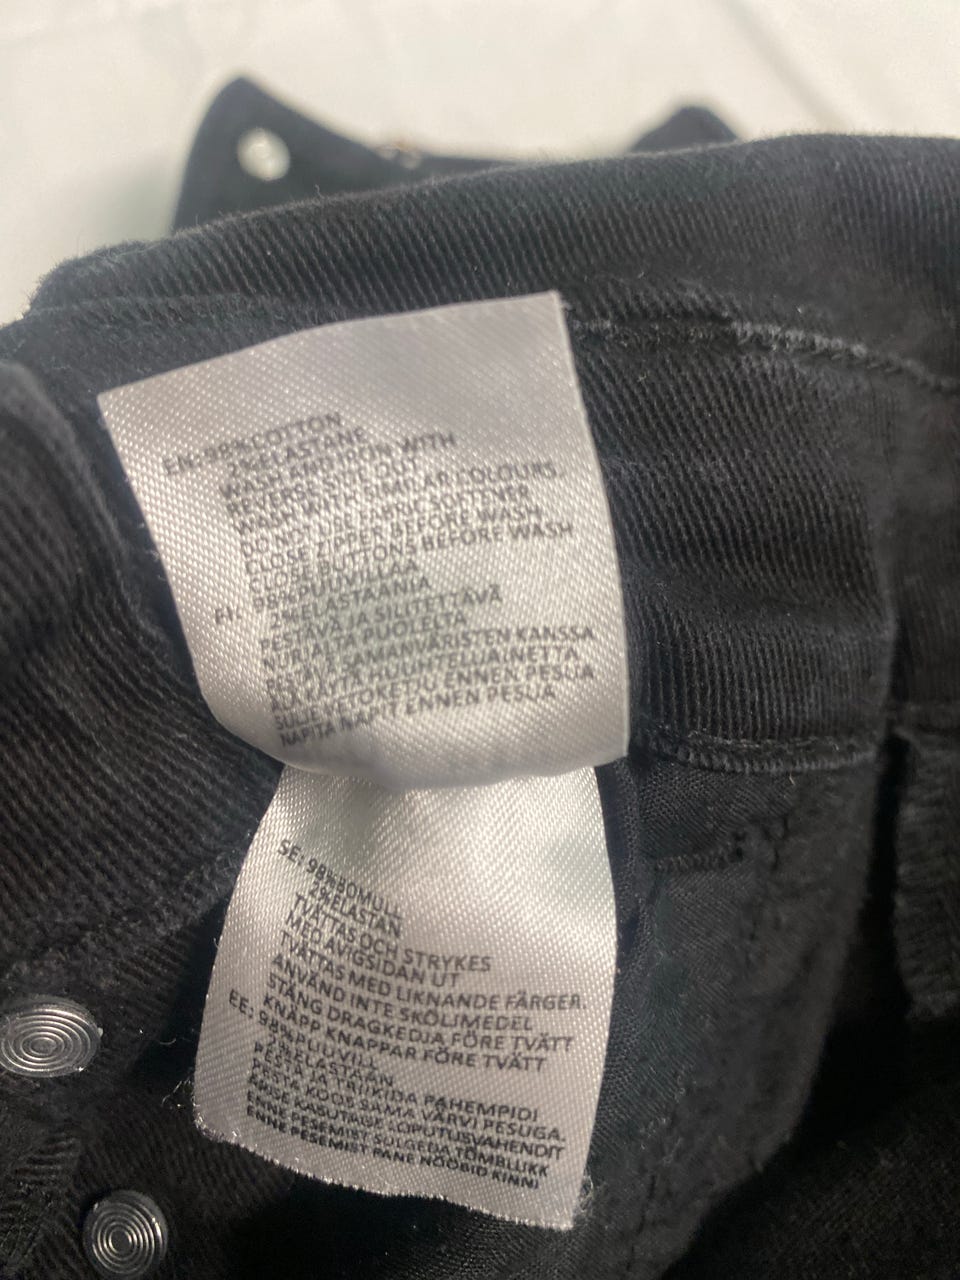 EN: 98%COTTON
2%ELASTANE
WASH AND IRON WITH
REVERSE SIDE OUT
WASH WITH SIMILAR COLOURS.
DO NOT USE FABRIC SOFTENER
CLOSE ZIPPER BEFORE WASH
CLOSE BUTTONS BEFORE WASH
FI: 98%PUUVILLAA
2%ELASTAANIA
PESTÄVÄ JA SILITETTÄVÄ
NURJALTA PUOLELTA
SAMANVÄRISTEN KANSSA
ÄLÄ KÄYTÄ HUUHTELUAINETTA
SULJE VETOKETJU ENNEN PESUA
NAPITA NAPIT ENNEN PESUA
SE: 98%BOMULL
2%ELASTAN
TVÄTTAS OCH STRYKES
MED AVIGSIDAN UT
TVÄTTAS MED LIKNANDE FÄRGER.
ANVÄND INTE SKÖLJMEDEL
STÄNG DRAGKEDJA FÖRE TVÄTT
KNÄPP KNAPPAR FÖRE TVÄTT
EE: 98%PUUVILL
2%ELASTAAN
PESTA JA TRIIKIDA PAHEMPIDI
PESTA KOOS SAMA VÄRVI PESUGA.
ÄRGE KASUTAGE LOPUTUSVAHENDIT
ENNE PESEMIST SULGEDA TÕMBLUKK
ENNE PESEMIST PANE NÖÖBID KINNI